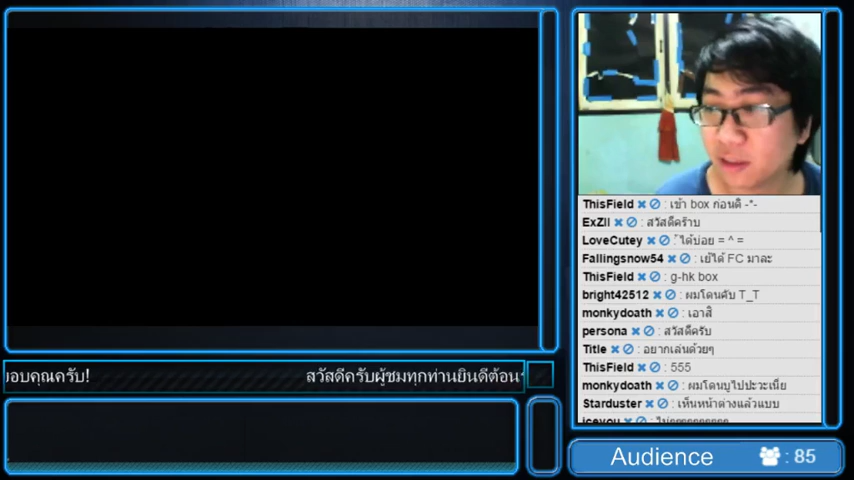 ThisField : เข้า box ก่อนดิ -*-
ExZII : สวัสดีคร้าบ
LoveCutey : ได้บ่อย = ^ =
Fallingsnow54 : เย้ได้ FC มาละ
ThisField : g-hk box
bright42512 : ผมโดนคับ T_T
monkydoath : เอาสิ
persona : สวัสดีครับ
Title : อยากเล่นด้วยๆ
ThisField : 555
monkydoath : ผมโดนบูไปปะวะเนี่ย
Starduster : เห็นหน้าต่างแล้วแบบ
iceyou :
ขอบคุณครับ! สวัสดีครับผู้ชมทุกท่านยินดีต้อน
Audience : 85